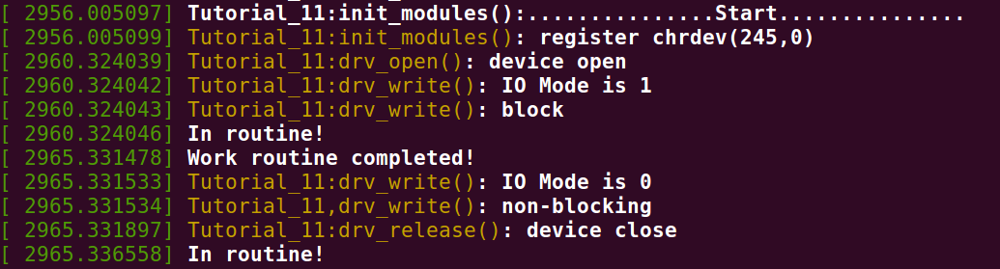 [ 2956.005097] Tutorial_11:init_modules():...............Start...............
[ 2956.005099] Tutorial_11:init_modules(): register chrdev(245,0)
[ 2960.324039] Tutorial_11:drv_open(): device open
[ 2960.324042] Tutorial_11:drv_write(): IO Mode is 1
[ 2960.324043] Tutorial_11:drv_write(): block
[ 2960.324046] In routine!
[ 2965.331478] Work routine completed!
[ 2965.331533] Tutorial_11:drv_write(): IO Mode is 0
[ 2965.331534] Tutorial_11,drv_write(): non-blocking
[ 2965.331897] Tutorial_11:drv_release(): device close
[ 2965.336558] In routine!